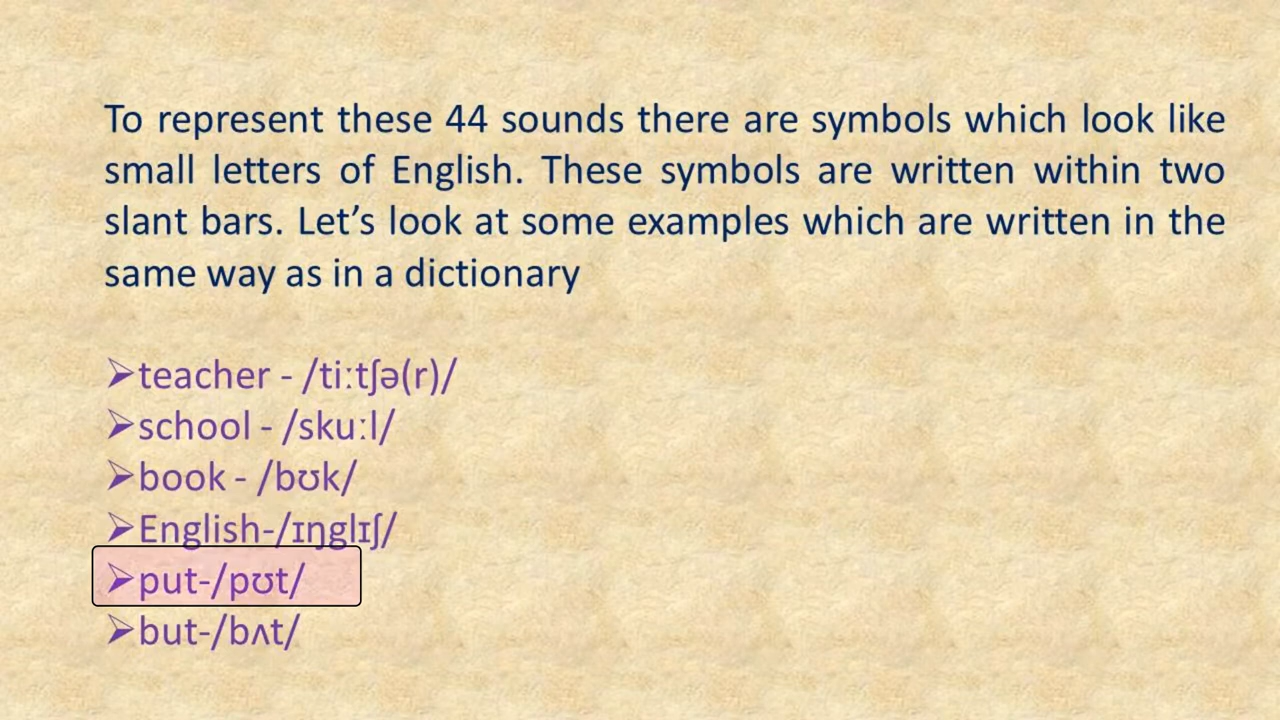 To represent these 44 sounds there are symbols which look like
small letters of English. These symbols are written within two
slant bars. Let’s look at some examples which are written in the
same way as in a dictionary
➢teacher - /tiːtʃə(r)/
➢school - /skuːl/
➢book - /bʊk/
➢English-/ɪŋglɪʃ/
➢put-/pʊt/
➢but-/bʌt/